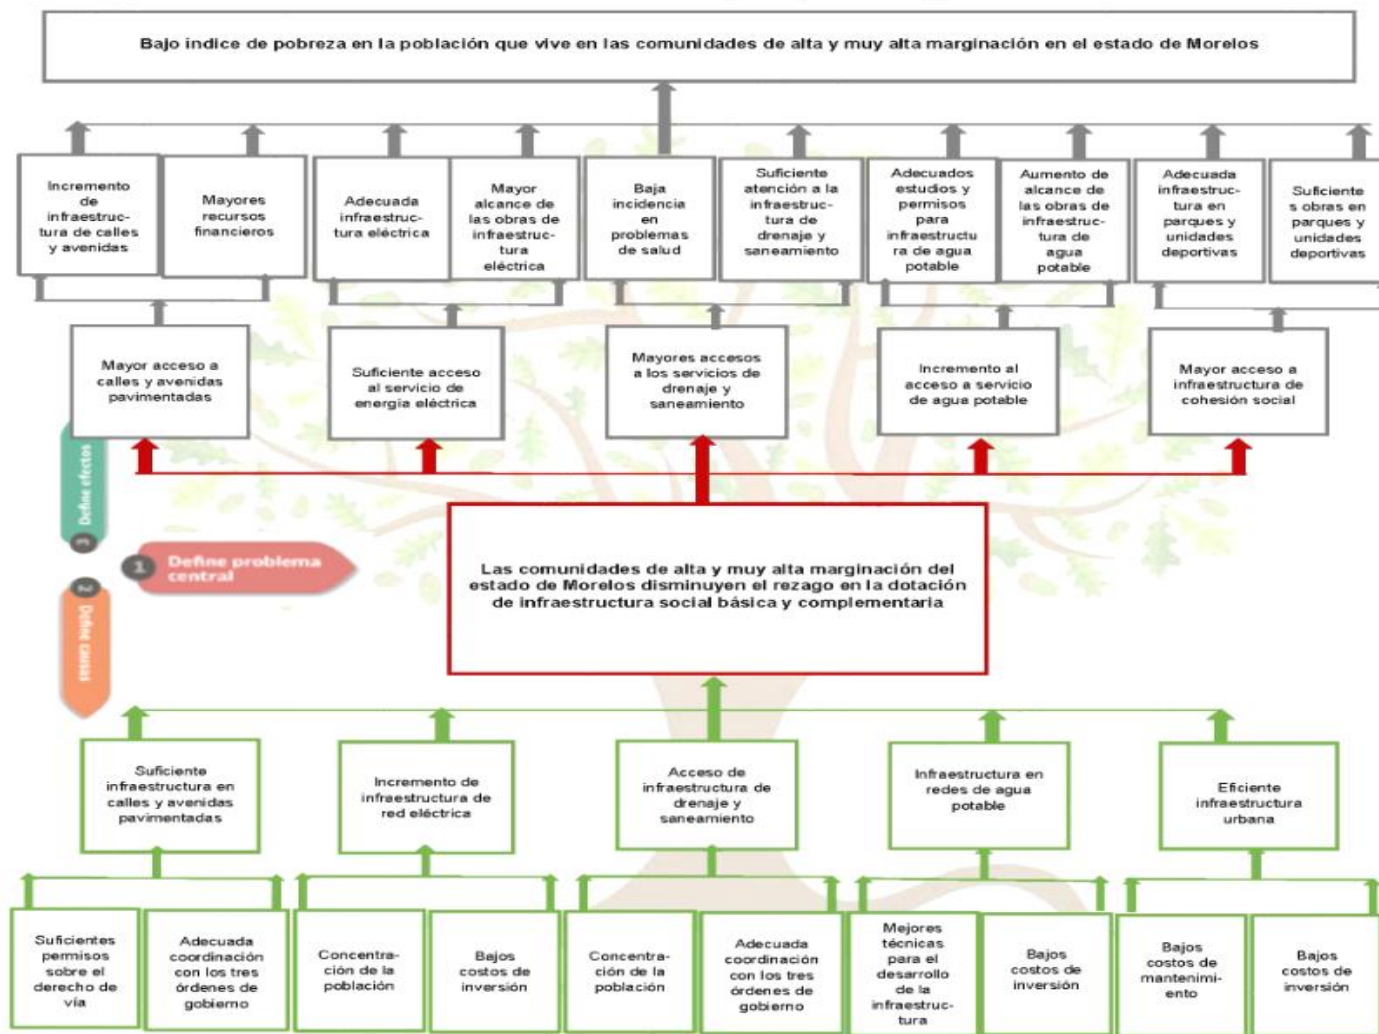 Bajo índice de pobreza en la población que vive en las comunidades de alta y muy alta marginación en el estado de Morelos
Incremento
de
infraestruc-
tura de calles
y avenidas
Mayores
recursos
financieros
Adecuada
infraestruc-
tura eléctrica
Mayor
alcance de
las obras de
infraestruc-
tura
eléctrica
Baja
incidencia
en
problemas
de salud
Suficiente
atención a la
infraestruc-
tura de
drenaje y
saneamiento
Adecuados
estudios y
permisos
para
infraestructu
ra de agua
potable
Aumento de
alcance de
las obras de
infraestruc-
tura de
agua
potable
Adecuada
infraestruc-
tura en
parques y
unidades
deportivas
Suficiente
s obras en
parques y
unidades
deportivas
Mayor acceso a
calles y avenidas
pavimentadas
Suficiente acceso
al servicio de
energía eléctrica
Mayores accesos
a los servicios de
drenaje y
saneamiento
Incremento al
acceso a servicio
de agua potable
Mayor acceso a
infraestructura de
cohesión social
3 Define efectos
1 Define problema
central
2 Define causas
Las comunidades de alta y muy alta marginación del
estado de Morelos disminuyen el rezago en la dotación
de infraestructura social básica y complementaria
Suficiente
infraestructura en
calles y avenidas
pavimentadas
Incremento de
infraestructura de
red eléctrica
Acceso de
infraestructura de
drenaje y
saneamiento
Infraestructura en
redes de agua
potable
Eficiente
infraestructura
urbana
Suficientes
permisos
sobre el
derecho de
vía
Adecuada
coordinación
con los tres
órdenes de
gobierno
Concentra-
ción de la
población
Bajos
costos de
inversión
Concentra-
ción de la
población
Adecuada
coordinación
con los tres
órdenes de
gobierno
Mejores
técnicas
para el
desarrollo
de la
infraestruc-
tura
Bajos
costos de
inversión
Bajos
costos de
mantenimi-
ento
Bajos
costos de
inversión